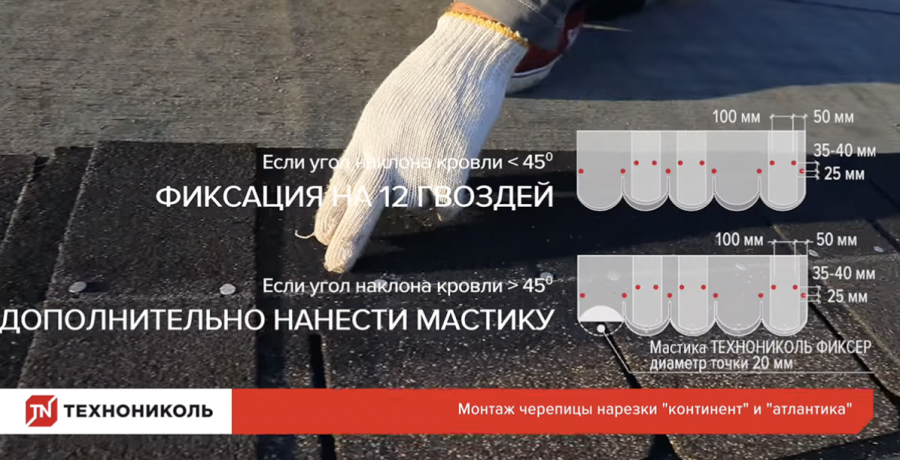 100 мм
50 мм
35-40 мм
25 мм
Если угол наклона кровли < 45⁰
ФИКСАЦИЯ НА 12 ГВОЗДЕЙ
100 мм
50 мм
35-40 мм
25 мм
Если угол наклона кровли > 45⁰
ДОПОЛНИТЕЛЬНО НАНЕСТИ МАСТИКУ
Мастика ТЕХНОНИКОЛЬ ФИКСЕР
диаметр точки 20 мм
TN ТЕХНОНИКОЛЬ
Монтаж черепицы нарезки "континент" и "атлантика"